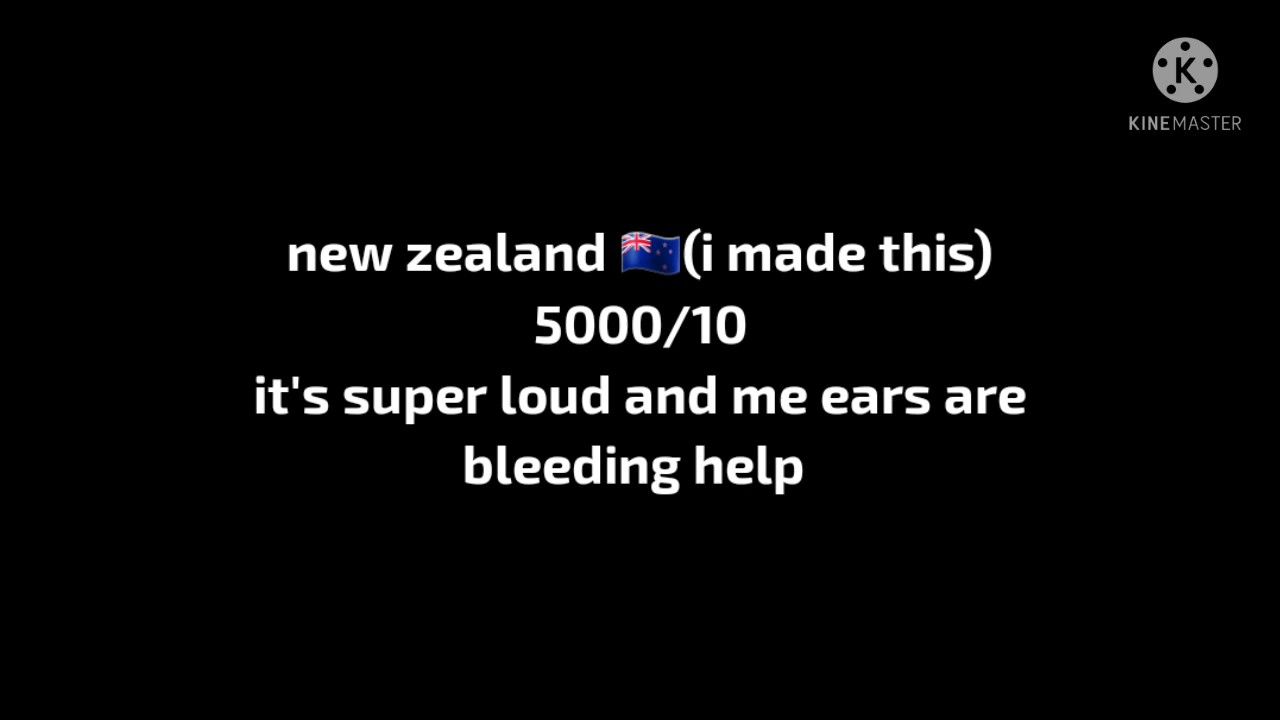 KINEMASTER
new zealand 🇳🇿(i made this)
5000/10
it's super loud and me ears are
bleeding help